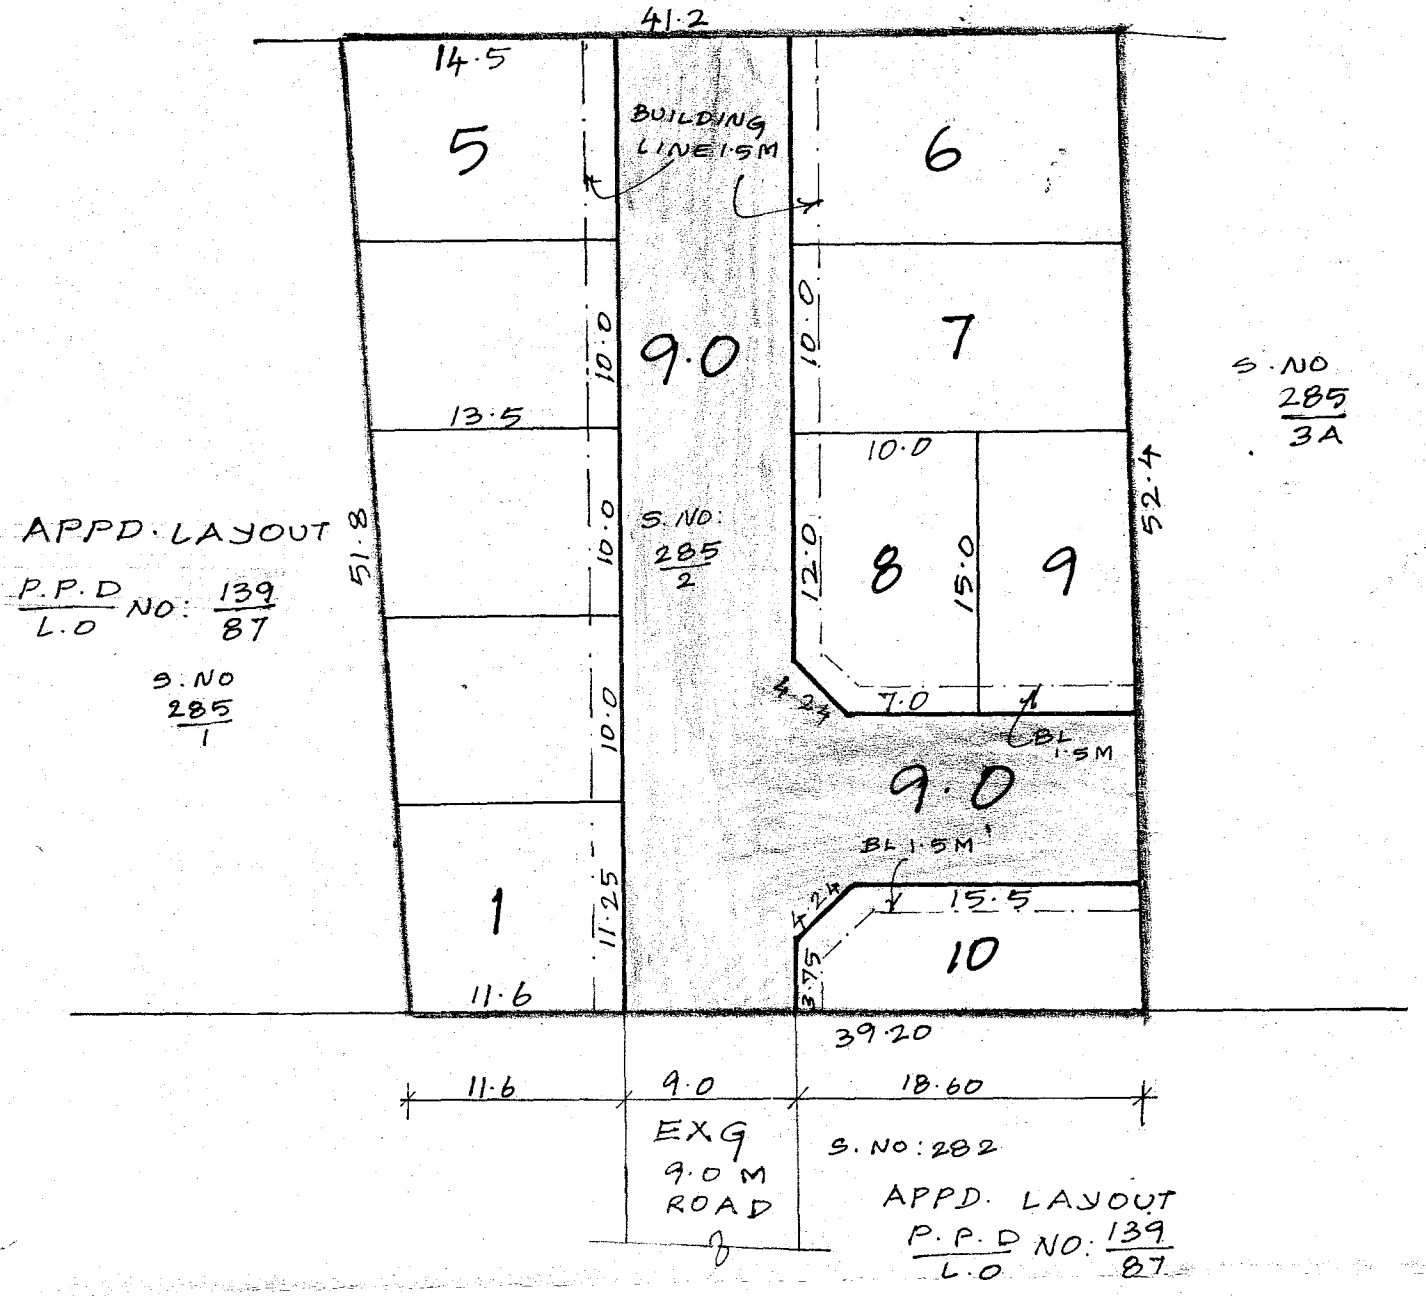 41.2
14.5
5
BUILDING
LINE 1.5M
6
10.0
9.0
10.0
7
13.5
10.0
S.NO
285
3A
52.4
APPD. LAYOUT
51.8
10.0
S.NO:
285
2
12.0
8
15.0
9
P.P.D
L.O
NO:
139
87
S.NO
285
1
10.0
4.24
7.0
BL
1.5M
9.0
BL 1.5M
1
11.25
4.24
15.5
10
3.75
11.6
39.20
11.6
9.0
18.60
EXG
9.0 M
ROAD
S.NO:282
APPD. LAYOUT
P.P.D
L.O
NO:
139
87